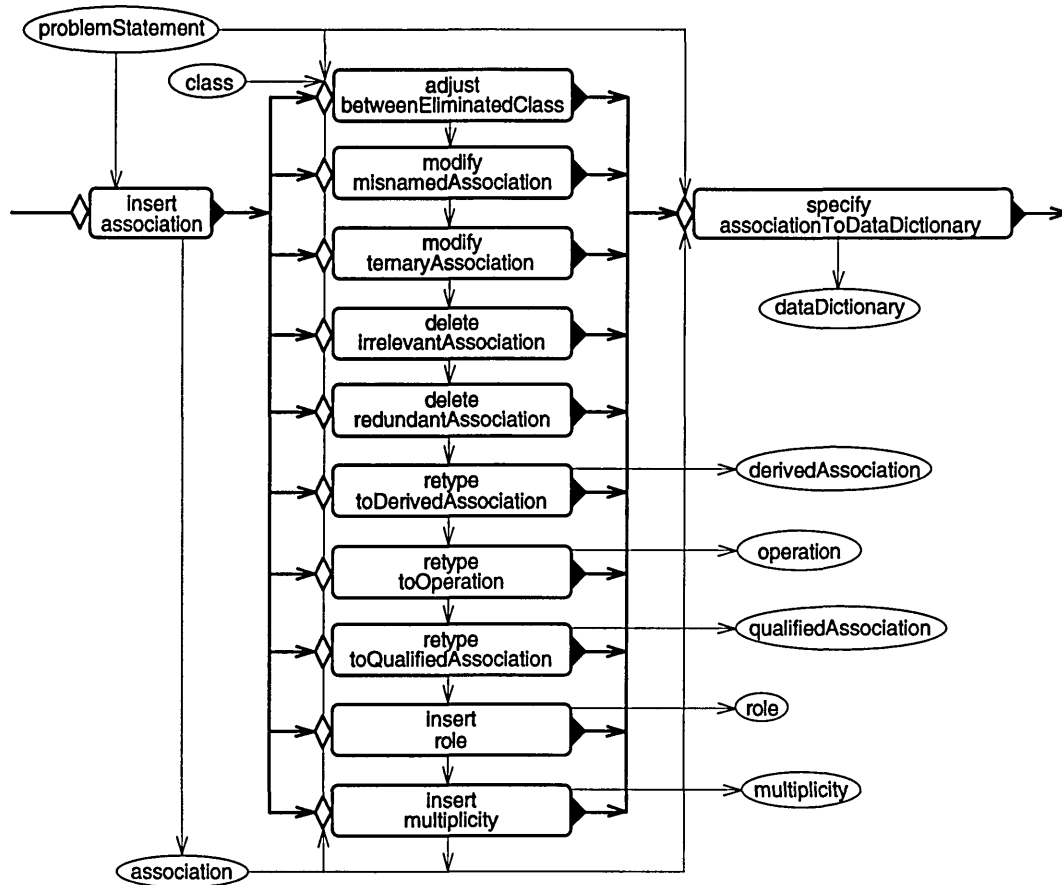 problemStatement
class
adjust
betweenEliminatedClass
modify
misnamedAssociation
insert
association
specify
associationToDataDictionary
modify
ternaryAssociation
dataDictionary
delete
irrelevantAssociation
delete
redundantAssociation
retype
toDerivedAssociation
derivedAssociation
retype
toOperation
operation
retype
toQualifiedAssociation
qualifiedAssociation
insert
role
role
insert
multiplicity
multiplicity
association